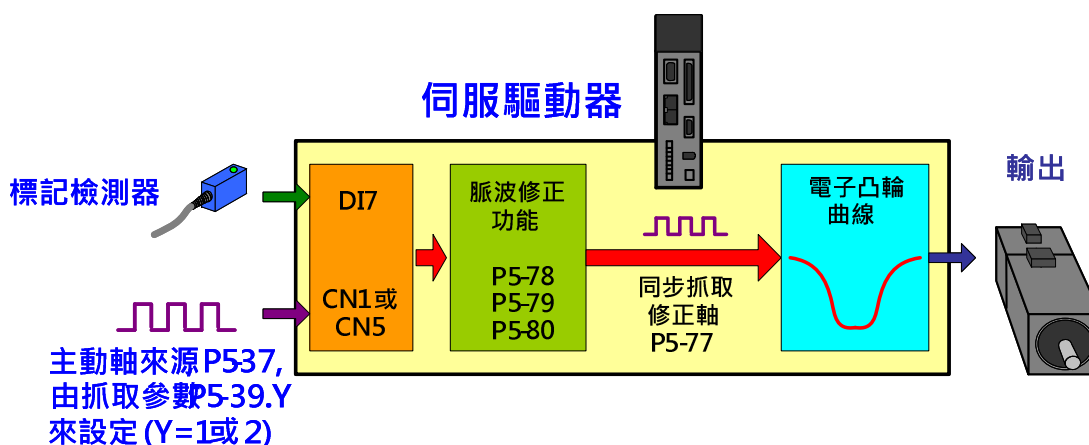 伺服驅動器
標記檢測器
DI7
CN1或
CN5
脈波修正
功能
P5-78
P5-79
P5-80
同步抓取
修正軸
P5-77
電子凸輪
曲線
輸出
主動軸來源P5-37,
由抓取參數P5-39.Y
來設定(Y=1或2)